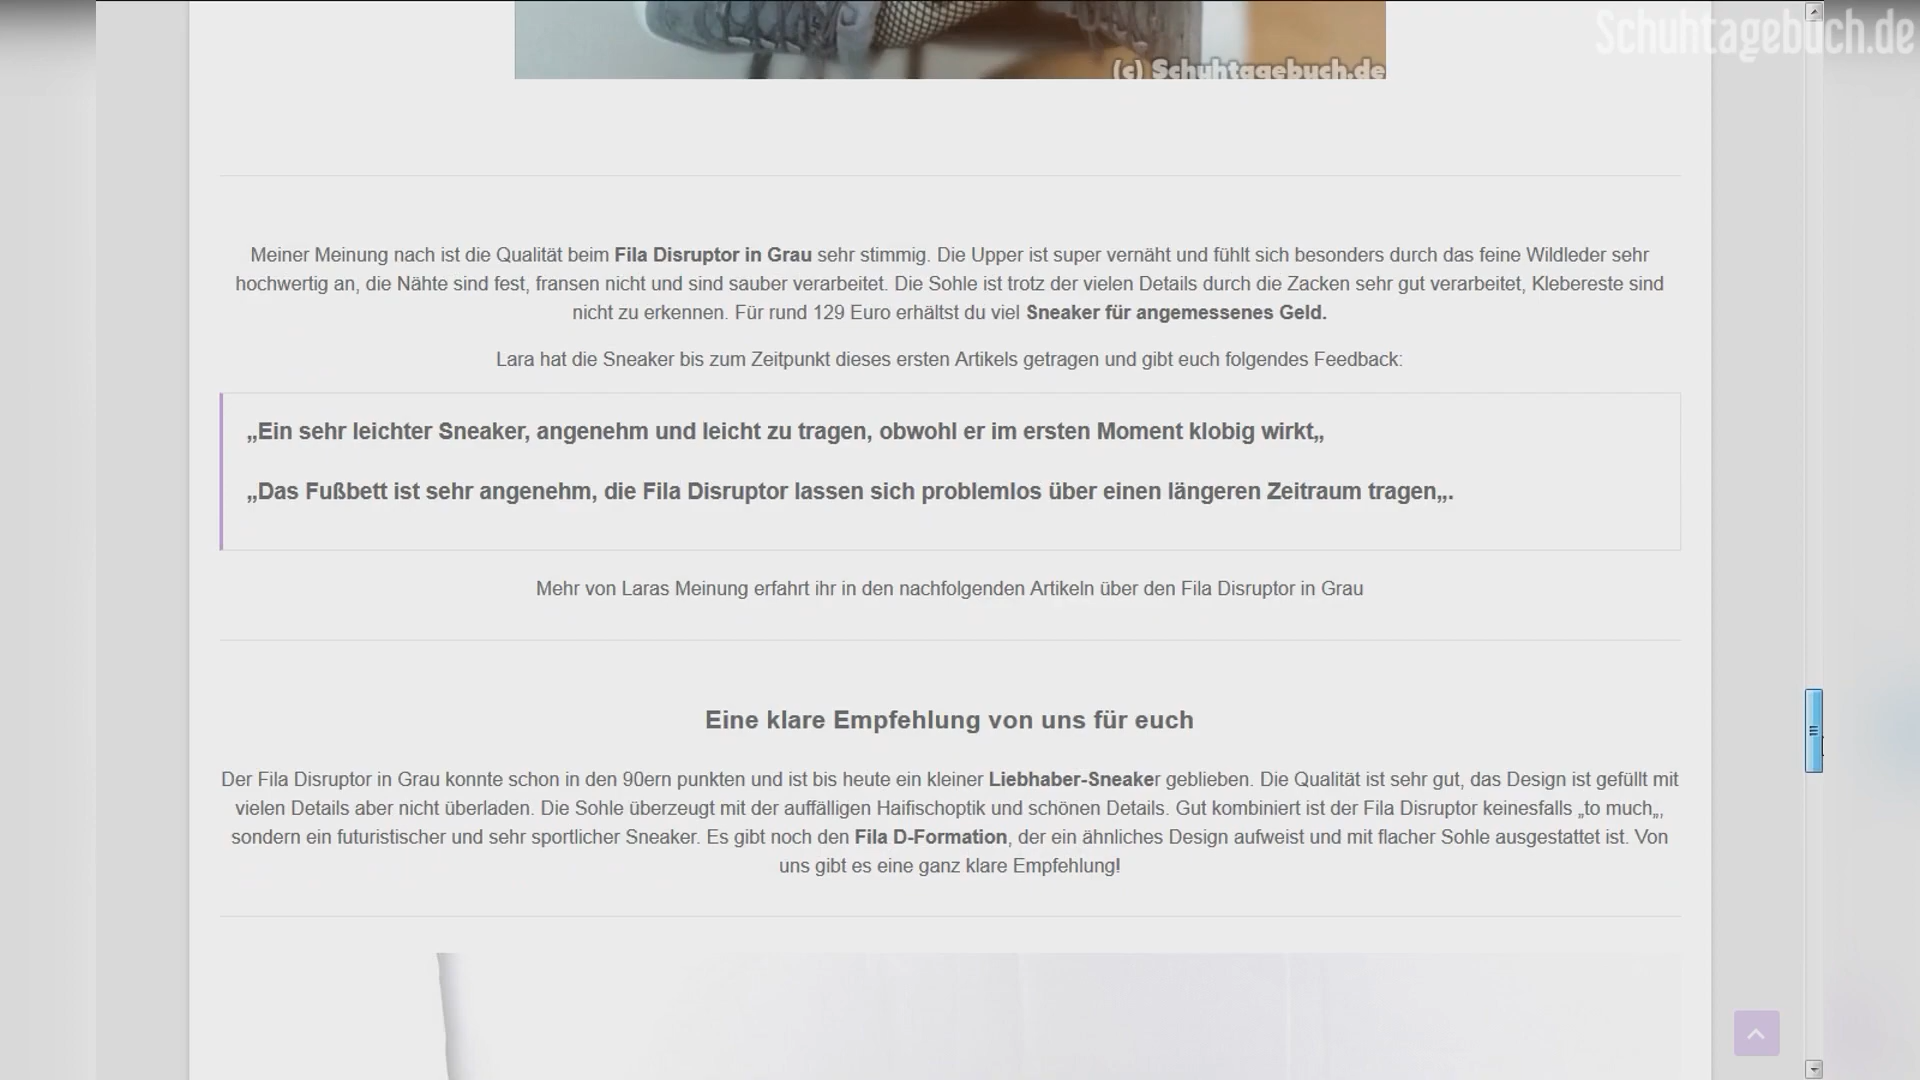 Schuhtagebuch.de
(c) Schuhtagebuch.de
Meiner Meinung nach ist die Qualität beim Fila Disruptor in Grau sehr stimmig. Die Upper ist super vernäht und fühlt sich besonders durch das feine Wildleder sehr
hochwertig an, die Nähte sind fest, fransen nicht und sind sauber verarbeitet. Die Sohle ist trotz der vielen Details durch die Zacken sehr gut verarbeitet, Klebereste sind
nicht zu erkennen. Für rund 129 Euro erhältst du viel Sneaker für angemessenes Geld.
Lara hat die Sneaker bis zum Zeitpunkt dieses ersten Artikels getragen und gibt euch folgendes Feedback:
„Ein sehr leichter Sneaker, angenehm und leicht zu tragen, obwohl er im ersten Moment klobig wirkt„
„Das Fußbett ist sehr angenehm, die Fila Disruptor lassen sich problemlos über einen längeren Zeitraum tragen„.
Mehr von Laras Meinung erfahrt ihr in den nachfolgenden Artikeln über den Fila Disruptor in Grau
Eine klare Empfehlung von uns für euch
Der Fila Disruptor in Grau konnte schon in den 90ern punkten und ist bis heute ein kleiner Liebhaber-Sneaker geblieben. Die Qualität ist sehr gut, das Design ist gefüllt mit
vielen Details aber nicht überladen. Die Sohle überzeugt mit der auffälligen Haifischoptik und schönen Details. Gut kombiniert ist der Fila Disruptor keinesfalls „to much„,
sondern ein futuristischer und sehr sportlicher Sneaker. Es gibt noch den Fila D-Formation, der ein ähnliches Design aufweist und mit flacher Sohle ausgestattet ist. Von
uns gibt es eine ganz klare Empfehlung!